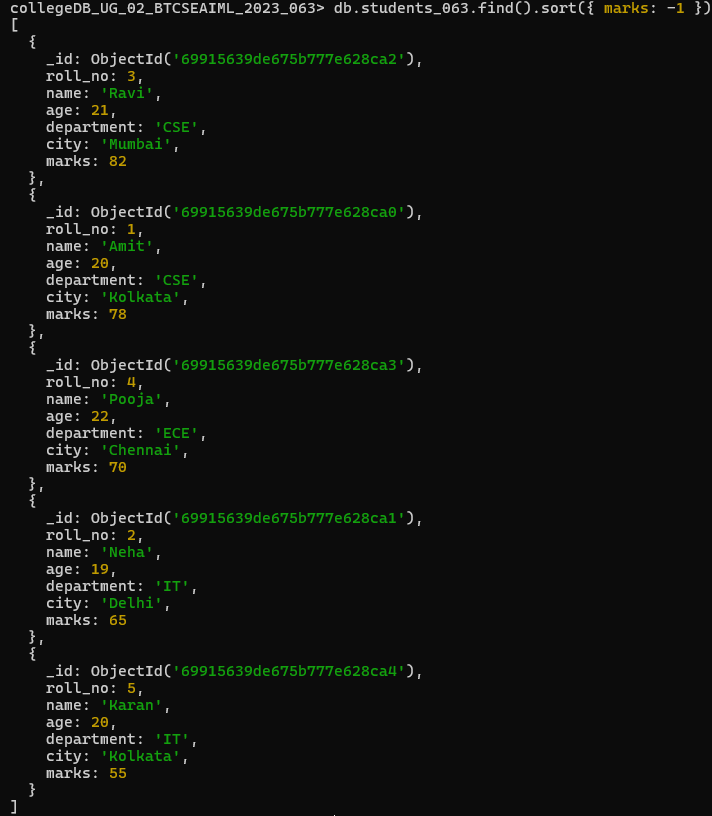 collegeDB_UG_02_BTCSEAIML_2023_063> db.students_063.find().sort({ marks: -1 })
[
  {
    _id: ObjectId('69915639de675b777e628ca2'),
    roll_no: 3,
    name: 'Ravi',
    age: 21,
    department: 'CSE',
    city: 'Mumbai',
    marks: 82
  },
  {
    _id: ObjectId('69915639de675b777e628ca0'),
    roll_no: 1,
    name: 'Amit',
    age: 20,
    department: 'CSE',
    city: 'Kolkata',
    marks: 78
  },
  {
    _id: ObjectId('69915639de675b777e628ca3'),
    roll_no: 4,
    name: 'Pooja',
    age: 22,
    department: 'ECE',
    city: 'Chennai',
    marks: 70
  },
  {
    _id: ObjectId('69915639de675b777e628ca1'),
    roll_no: 2,
    name: 'Neha',
    age: 19,
    department: 'IT',
    city: 'Delhi',
    marks: 65
  },
  {
    _id: ObjectId('69915639de675b777e628ca4'),
    roll_no: 5,
    name: 'Karan',
    age: 20,
    department: 'IT',
    city: 'Kolkata',
    marks: 55
  }
]